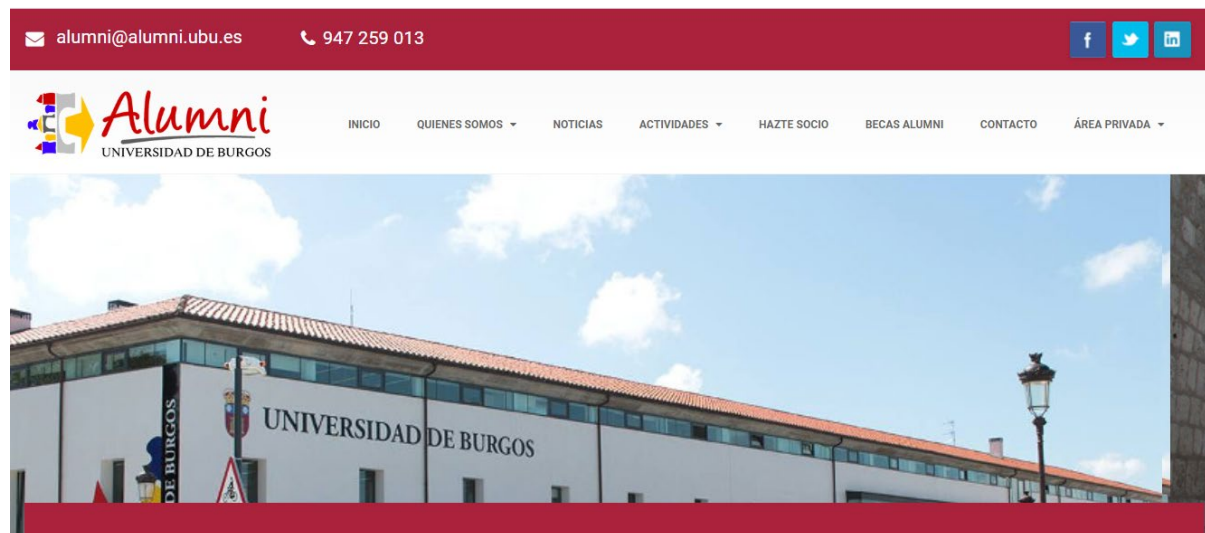 alumni@alumni.ubu.es 947 259 013
Alumni
UNIVERSIDAD DE BURGOS
INICIO QUIENES SOMOS NOTICIAS ACTIVIDADES HAZTE SOCIO BECAS ALUMNI CONTACTO ÁREA PRIVADA
UNIVERSIDAD DE BURGOS
DE BURGOS